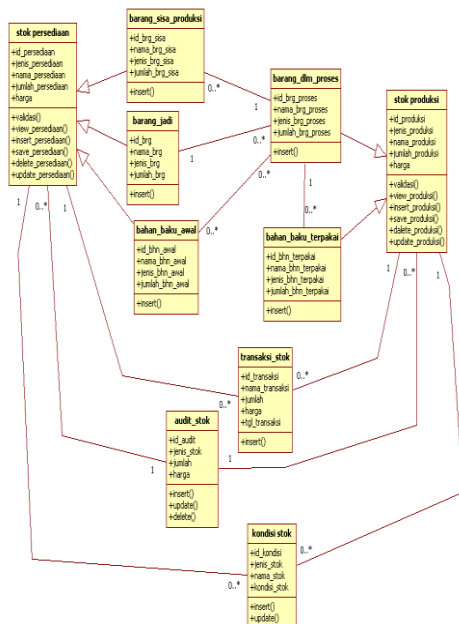 stok persediaan
+id_persediaan
+jenis_persediaan
+nama_persediaan
+jumlah_persediaan
+harga
+validasi()
+view_persediaan()
+insert_persediaan()
+save_persediaan()
+delete_persediaan()
+update_persediaan()
barang_sisa_produksi
+id_brg_sisa
+nama_brg_sisa
+jenis_brg_sisa
+jumlah_brg_sisa
+insert()
barang_jadi
+id_brg
+nama_brg
+jenis_brg
+jumlah_brg
+insert()
bahan_baku_awal
+id_bhn_awal
+nama_bhn_awal
+jenis_bhn_awal
+jumlah_bhn_awal
+insert()
barang_dlm_proses
+id_brg_proses
+nama_brg_proses
+jenis_brg_proses
+jumlah_brg_proses
+insert()
bahan_baku_terpakai
+id_bhn_terpakai
+nama_bhn_terpakai
+jenis_bhn_terpakai
+jumlah_bhn_terpakai
+insert()
stok produksi
+id_produksi
+jenis_produksi
+nama_produksi
+jumlah_produksi
+harga
+validasi()
+view_produksi()
+insert_produksi()
+save_produksi()
+dalete_produksi()
+update_produksi()
transaksi_stok
+id_transaksi
+nama_transaksi
+jumlah
+harga
+tgl_transaksi
+insert()
audit_stok
+id_audit
+jenis_stok
+jumlah
+harga
+insert()
+update()
+delete()
kondisi stok
+id_kondisi
+jenis_stok
+nama_stok
+kondisi_stok
+insert()
+update()
0..*
1
1
0..*
0..*
0..*
1
0..*
1
0..*
1
1
0..*
1
0..*
0..*
1
1
0..*
0..*